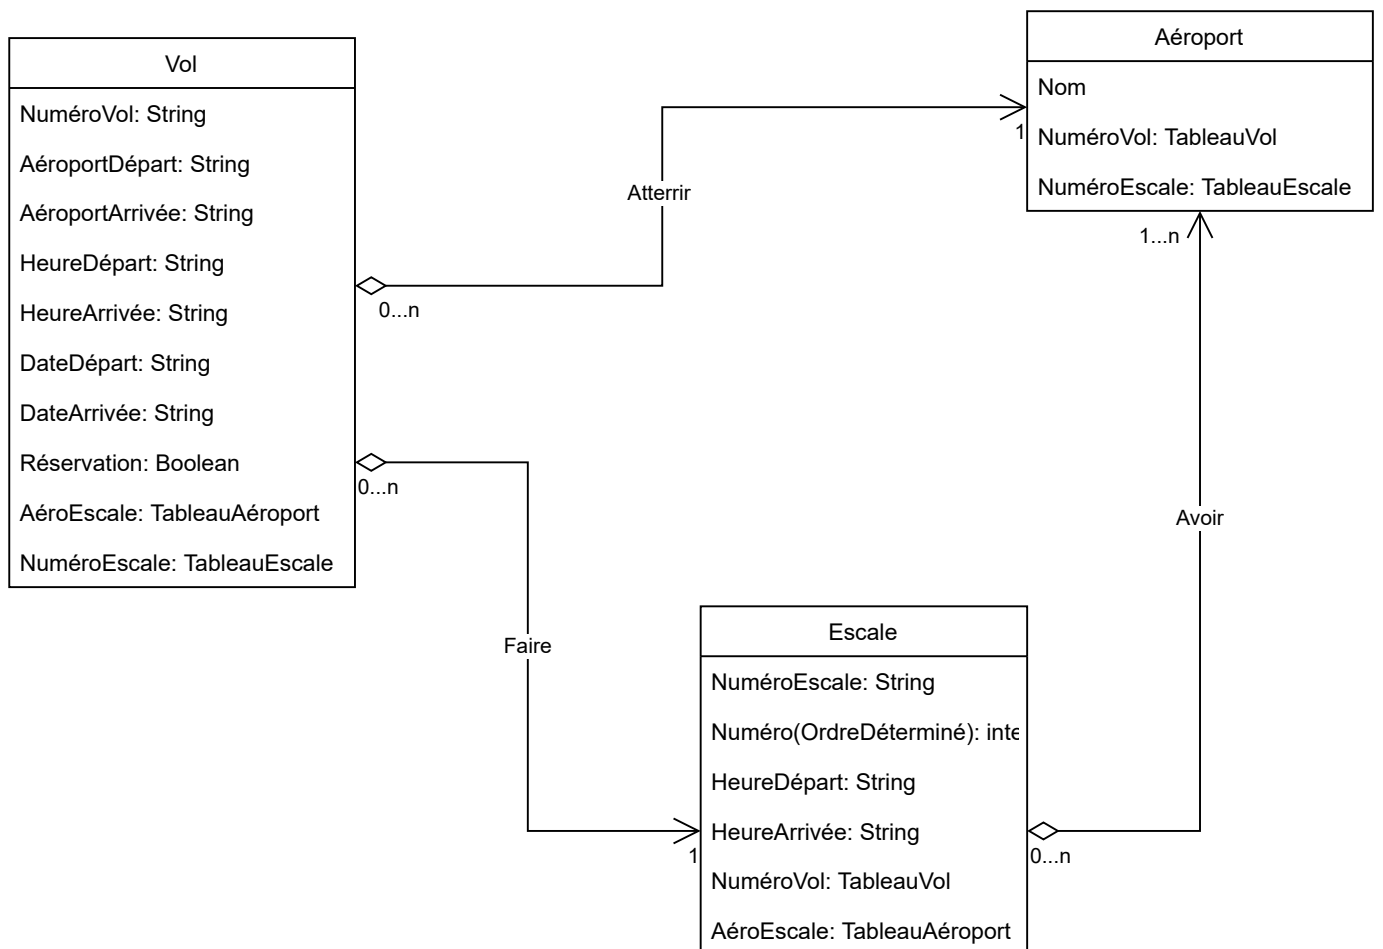 Vol
NuméroVol: String
AéroportDépart: String
AéroportArrivée: String
HeureDépart: String
HeureArrivée: String
DateDépart: String
DateArrivée: String
Réservation: Boolean
AéroEscale: TableauAéroport
NuméroEscale: TableauEscale
Aéroport
Nom
NuméroVol: TableauVol
NuméroEscale: TableauEscale
Atterrir
1
0...n
1...n
0...n
Avoir
Faire
Escale
NuméroEscale: String
Numéro(OrdreDéterminé): inte
HeureDépart: String
HeureArrivée: String
NuméroVol: TableauVol
AéroEscale: TableauAéroport
1
0...n